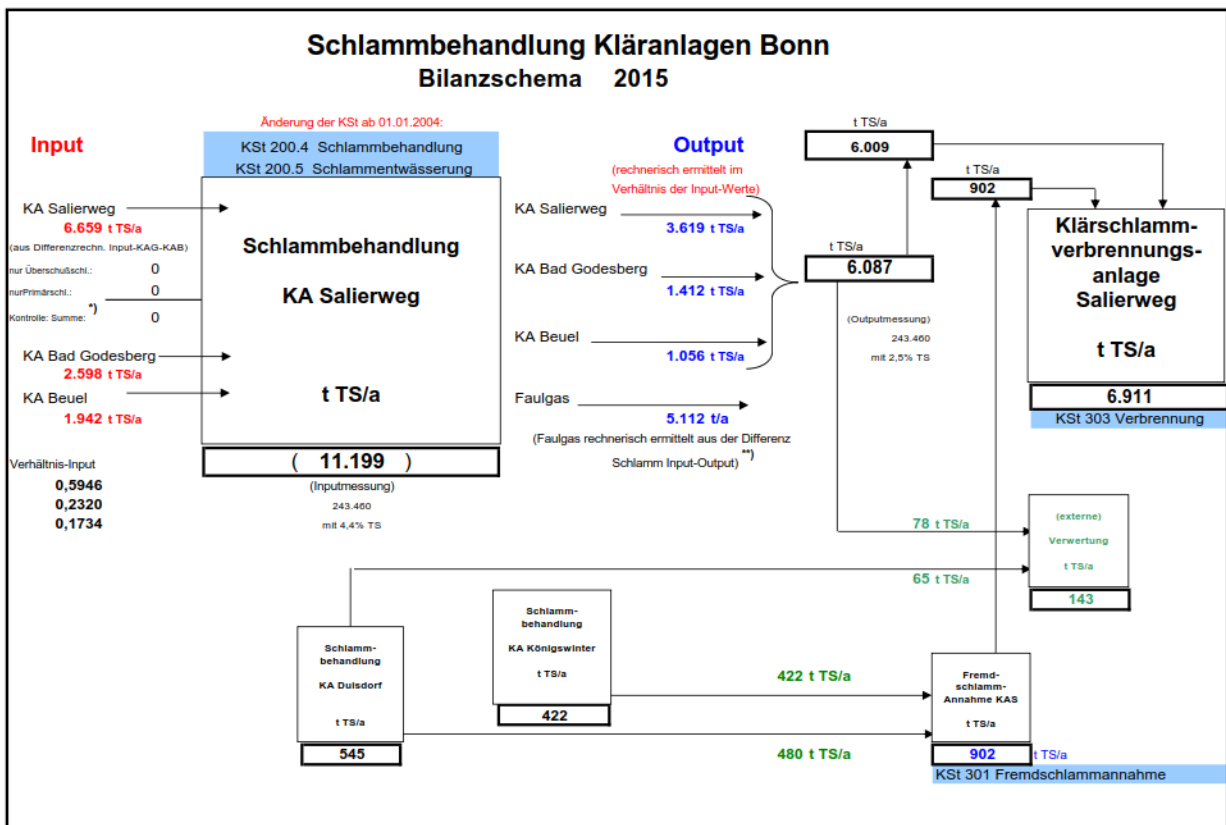 Schlammbehandlung Kläranlagen Bonn
Bilanzschema 2015
Input
Änderung der KSt ab 01.01.2004:
KSt 200.4 Schlammbehandlung
KSt 200.5 Schlammentwässerung
KA Salierweg
6.659 t TS/a
(aus Differenzrechn. Input-KAG-KAB)
nur Überschußschl.: 0
nurPrimärschl.: 0
Kontrolle: Summe: *) 0
KA Bad Godesberg
2.598 t TS/a
KA Beuel
1.942 t TS/a
Verhältnis-Input
0,5946
0,2320
0,1734
Schlammbehandlung
KA Salierweg
t TS/a
( 11.199 )
(Inputmessung)
243.460
mit 4,4% TS
Output
(rechnerisch ermittelt im
Verhältnis der Input-Werte)
KA Salierweg
3.619 t TS/a
KA Bad Godesberg
1.412 t TS/a
KA Beuel
1.056 t TS/a
Faulgas
5.112 t/a
(Faulgas rechnerisch ermittelt aus der Differenz
Schlamm Input-Output) **)
t TS/a
6.087
(Outputmessung)
243.460
mit 2,5% TS
t TS/a
6.009
t TS/a
902
Klärschlamm-
verbrennungs-
anlage
Salierweg
t TS/a
6.911
KSt 303 Verbrennung
78 t TS/a
65 t TS/a
(externe)
Verwertung
t TS/a
143
Schlamm-
behandlung
KA Königswinter
t TS/a
422
Schlamm-
behandlung
KA Duisdorf
t TS/a
545
422 t TS/a
480 t TS/a
Fremd-
schlamm-
Annahme KAS
t TS/a
902 t TS/a
KSt 301 Fremdschlammannahme